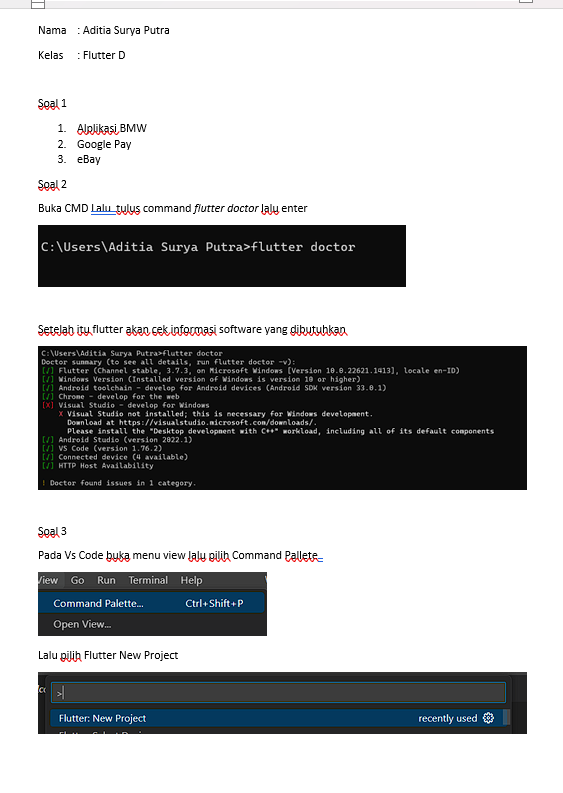 Nama : Aditia Surya Putra
Kelas : Flutter D
Soal 1
1. Alplikasi BMW
2. Google Pay
3. eBay
Soal 2
Buka CMD Lalu tulus command flutter doctor lalu enter
C:\Users\Aditia Surya Putra>flutter doctor
Setelah itu flutter akan cek informasi software yang dibutuhkan
C:\Users\Aditia Surya Putra>flutter doctor
Doctor summary (to see all details, run flutter doctor -v):
[√] Flutter (Channel stable, 3.7.3, on Microsoft Windows [Version 10.0.22621.1413], locale en-ID)
[√] Windows Version (Installed version of Windows is version 10 or higher)
[√] Android toolchain - develop for Android devices (Android SDK version 33.0.1)
[√] Chrome - develop for the web
[X] Visual Studio - develop for Windows
X Visual Studio not installed; this is necessary for Windows development.
Download at https://visualstudio.microsoft.com/downloads/.
Please install the "Desktop development with C++" workload, including all of its default components
[√] Android Studio (version 2022.1)
[√] VS Code (version 1.76.2)
[√] Connected device (4 available)
[√] HTTP Host Availability
! Doctor found issues in 1 category.
Soal 3
Pada Vs Code buka menu view lalu pilih Command Pallete
View Go Run Terminal Help
Command Palette... Ctrl+Shift+P
Open View...
Lalu pilih Flutter New Project
>
Flutter: New Project recently used